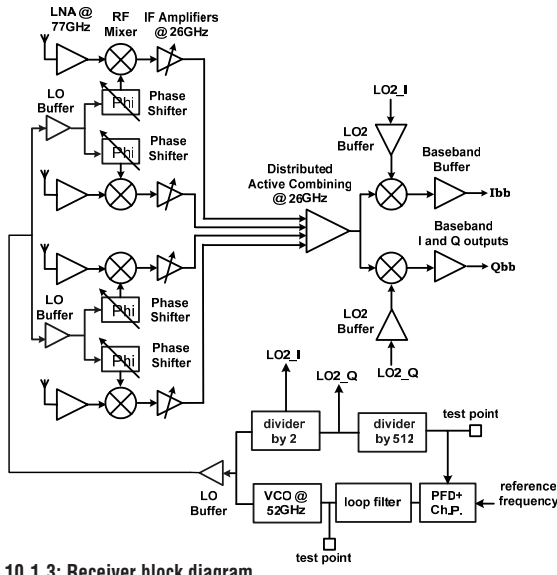 LNA @
77GHz
RF
Mixer
IF Amplifiers
@ 26GHz
LO
Buffer
Phi
Phase
Shifter
Phi
Phase
Shifter
LO
Buffer
Phi
Phase
Shifter
Phi
Phase
Shifter
Distributed
Active Combining
@ 26GHz
LO2_I
LO2
Buffer
Baseband
Buffer
Ibb
Baseband
I and Q outputs
Qbb
LO2
Buffer
LO2_Q
LO2_I
LO2_Q
test point
divider
by 2
divider
by 512
LO
Buffer
VCO @
52GHz
loop filter
PFD+
Ch.P.
reference
frequency
test point
10.1.3: Receiver block diagram